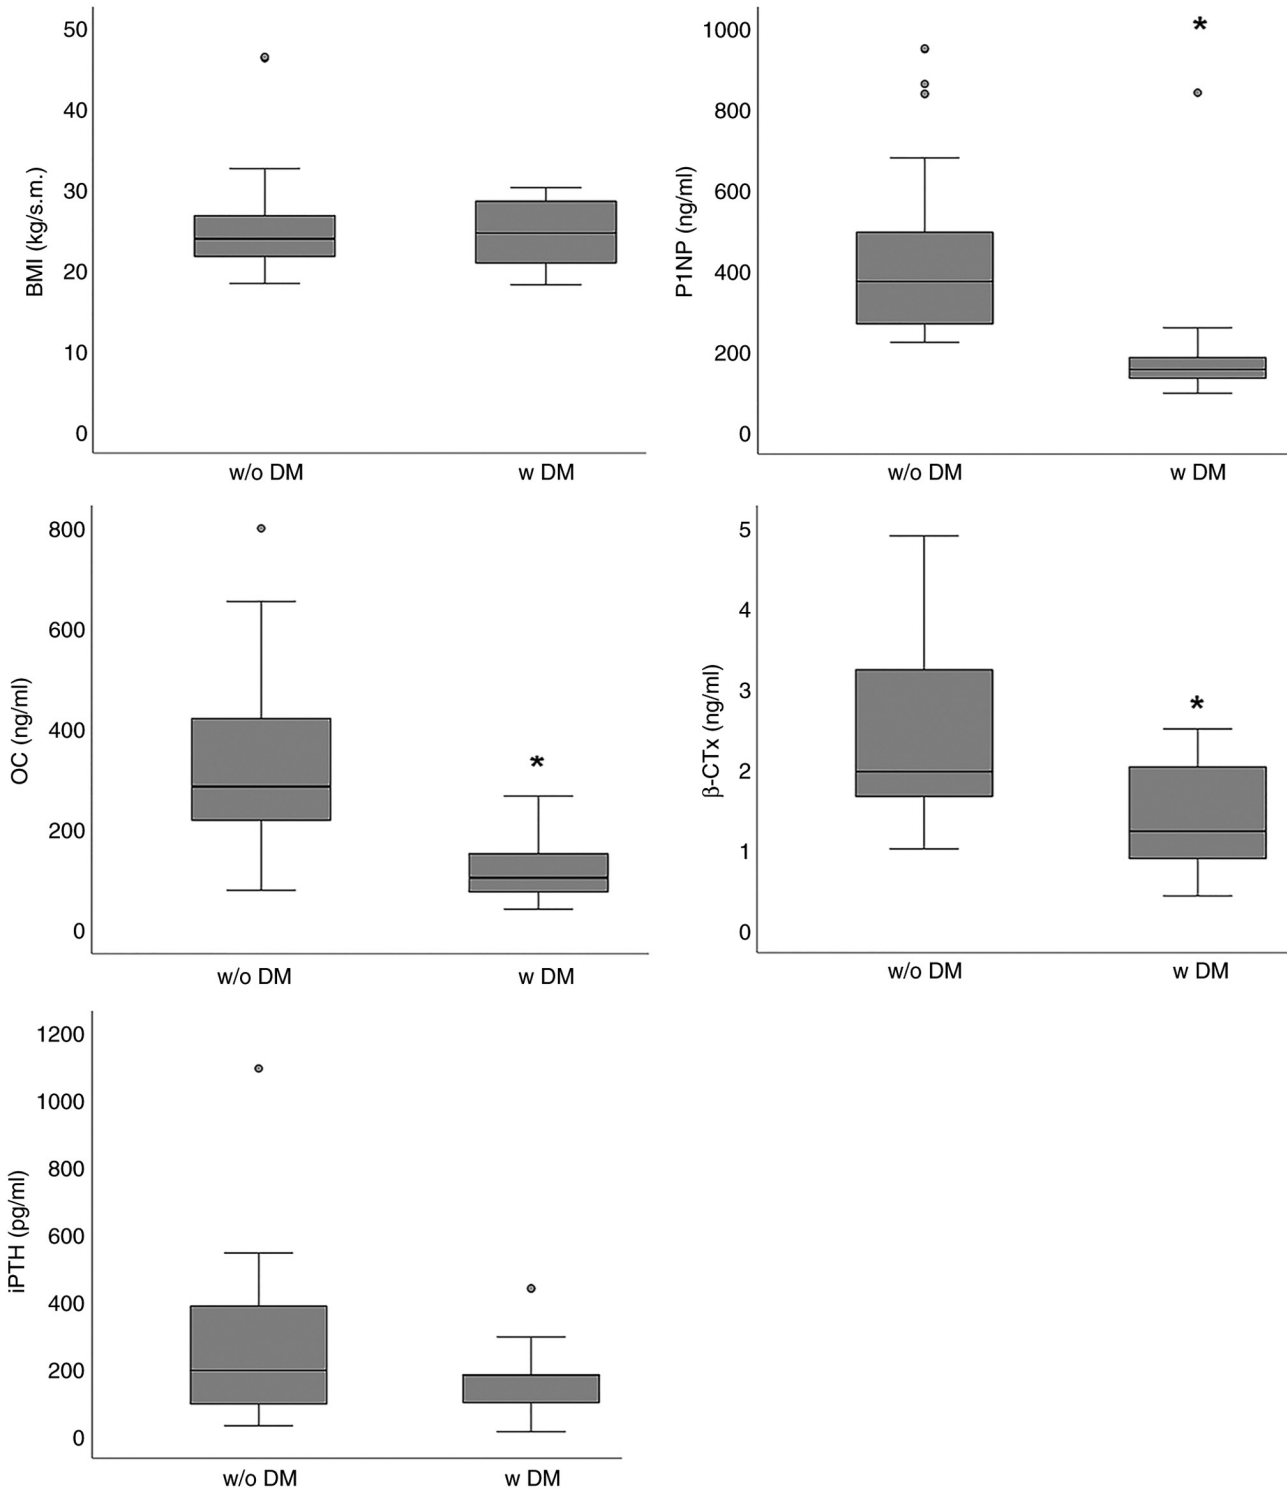 BMI (kg/s.m.)
50
40
30
20
10
0
w/o DM
w DM
P1NP (ng/ml)
1000
800
600
400
200
0
*
w/o DM
w DM
OC (ng/ml)
800
600
400
200
0
*
w/o DM
w DM
β-CTx (ng/ml)
5
4
3
2
1
0
*
w/o DM
w DM
iPTH (pg/ml)
1200
1000
800
600
400
200
0
w/o DM
w DM